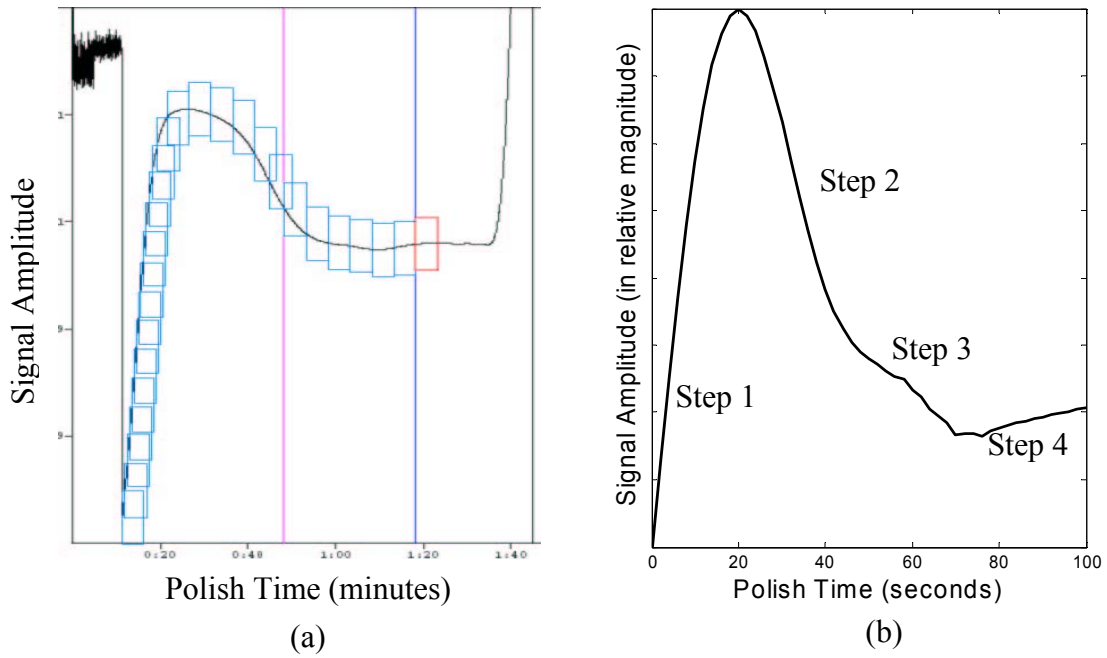 Signal Amplitude
1
1
9
9
0:20
0:40
1:00
1:20
1:40
Polish Time (minutes)
(a)
Signal Amplitude (in relative magnitude)
Step 1
Step 2
Step 3
Step 4
0
20
40
60
80
100
Polish Time (seconds)
(b)